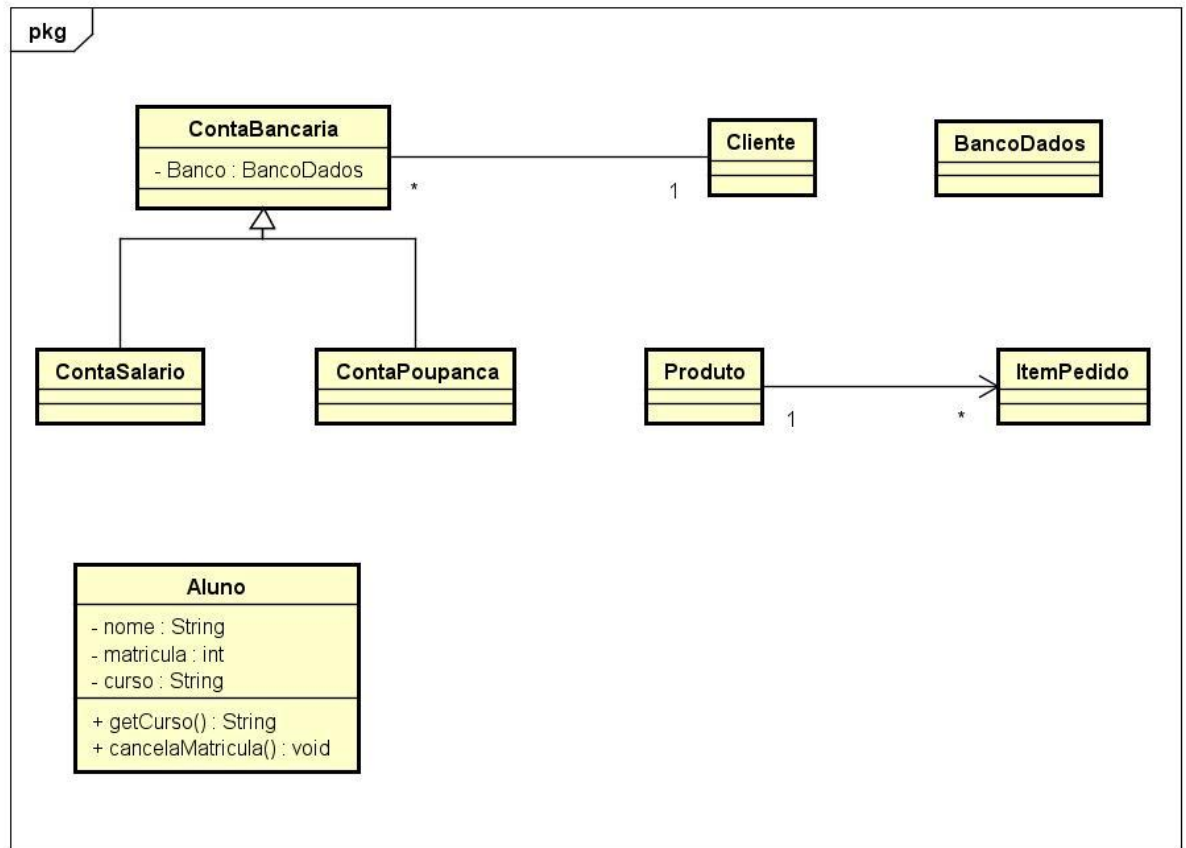 pkg
ContaBancaria
- Banco : BancoDados
Cliente
BancoDados
*
1
ContaSalario
ContaPoupanca
Produto
ItemPedido
1
*
Aluno
- nome : String
- matricula : int
- curso : String
+ getCurso() : String
+ cancelaMatricula() : void